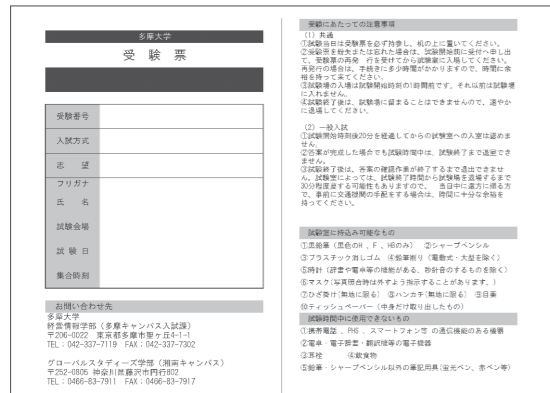 多摩大学
受験票
受験番号
入試方式
志望
フリガナ
氏名
試験会場
試験日
集合時刻
お問い合わせ先
多摩大学
経営情報学部（多摩キャンパス入試課）
〒206-0022 東京都多摩市聖ヶ丘4-1-1
TEL：042-337-7119 FAX：042-337-7302
グローバルスタディーズ学部（湘南キャンパス）
〒252-0805 神奈川県藤沢市円行802
TEL：0466-83-7911 FAX：0466-83-7917
受験にあたっての注意事項
（1）共通
①試験当日は受験票を必ず持参し、机の上に置いてください。
②受験票を紛失または忘れた場合は、試験開始前に受付へ申し出
て、受験票の再発 行を受けてから試験室に入場してください。
再発行の場合は、手続きに多少時間がかかりますので、時間に余
裕を持って来てください。
③試験場の入場は試験開始時刻の1時間前です。それ以前は試験場
に入れません。
④試験終了後は、試験場に留まることはできませんので、速やか
に退場してください。
（2）一般入試
①試験開始時刻後20分を経過してからの試験室への入室は認めま
せん。
②答案が完成した場合でも試験時間中は、試験終了まで退室でき
ません。
③試験終了後は、答案の確認作業が終了するまで退出できませ
ん。試験室によっては、試験終了時間から試験場を退場するまで
30分程度要する可能性もありますので、 当日中に遠方に帰る方
で、事前に交通機関の手配をする場合は、時間に十分な余裕を
持ってください。
試験室に持込み可能なもの
①黒鉛筆（黒色のH 、F 、HBのみ） ②シャープペンシル
③プラスチック消しゴム ④鉛筆削り（電動式・大型を除く）
⑤時計（辞書や電卓等の機能がある、秒針音のするものを除く）
⑥マスク(写真照合時は外すよう指示することがあります。)
⑦ひざ掛け(無地に限る) ⑧ハンカチ(無地に限る) ⑨目薬
⑩ティッシュペーパー（中身だけ取り出したもの）
試験時間中に使用できないもの
①携帯電話 、PHS 、スマートフォン等 の通信機能のある機器
②電卓・電子辞書・翻訳機等の電子機器
③耳栓 ④飲食物
⑤鉛筆・シャープペンシル以外の筆記用具(蛍光ペン、赤ペン等)